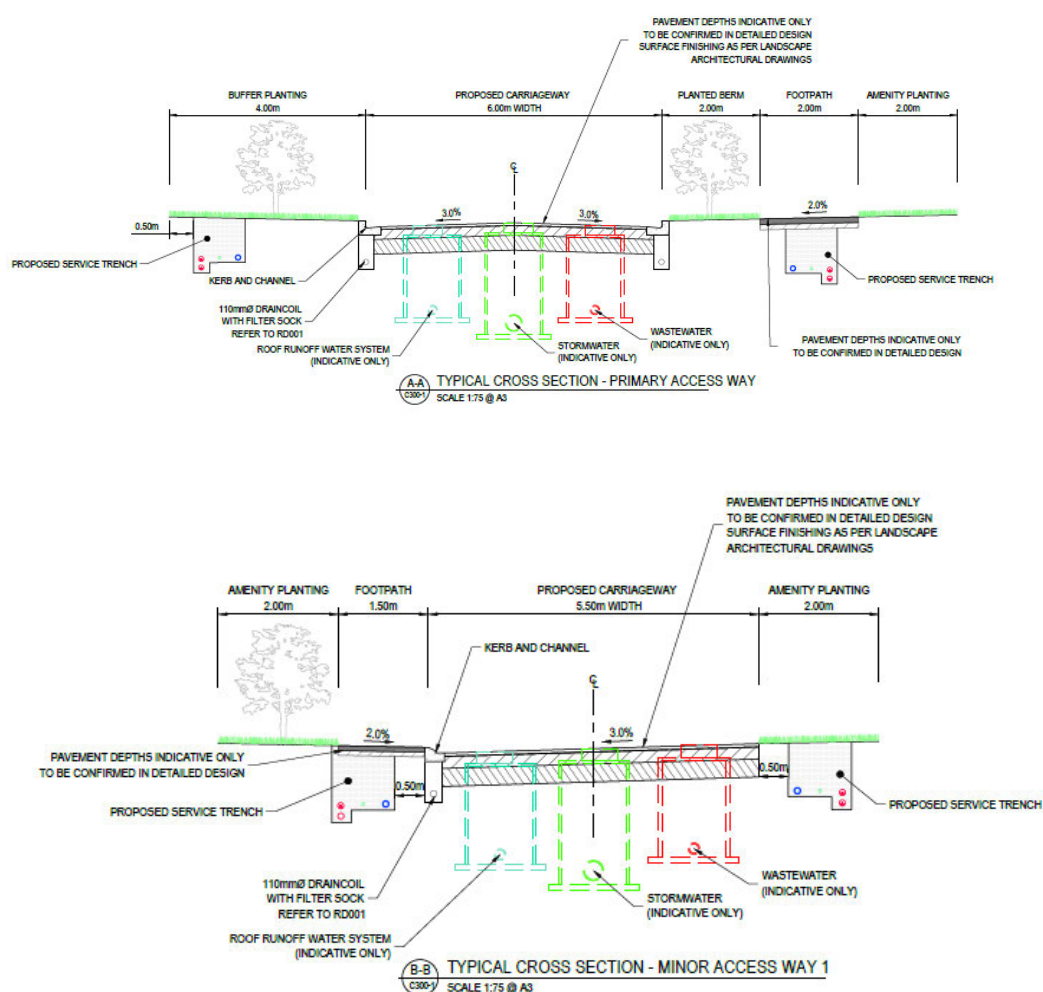 PAVEMENT DEPTHS INDICATIVE ONLY
TO BE CONFIRMED IN DETAILED DESIGN
SURFACE FINISHING AS PER LANDSCAPE
ARCHITECTURAL DRAWINGS
BUFFER PLANTING
4.00m
PROPOSED CARRIAGEWAY
6.00m WIDTH
PLANTED BERM
2.00m
FOOTPATH
2.00m
AMENITY PLANTING
2.00m
℄
3.0%
3.0%
2.0%
0.50m
PROPOSED SERVICE TRENCH
KERB AND CHANNEL
PROPOSED SERVICE TRENCH
110mmØ DRAINCOIL
WITH FILTER SOCK
REFER TO RD001
ROOF RUNOFF WATER SYSTEM
(INDICATIVE ONLY)
STORMWATER
(INDICATIVE ONLY)
WASTEWATER
(INDICATIVE ONLY)
PAVEMENT DEPTHS INDICATIVE ONLY
TO BE CONFIRMED IN DETAILED DESIGN
A-A
C300-1
TYPICAL CROSS SECTION - PRIMARY ACCESS WAY
SCALE 1:75 @ A3
PAVEMENT DEPTHS INDICATIVE ONLY
TO BE CONFIRMED IN DETAILED DESIGN
SURFACE FINISHING AS PER LANDSCAPE
ARCHITECTURAL DRAWINGS
AMENITY PLANTING
2.00m
FOOTPATH
1.50m
PROPOSED CARRIAGEWAY
5.50m WIDTH
AMENITY PLANTING
2.00m
KERB AND CHANNEL
℄
2.0%
3.0%
PAVEMENT DEPTHS INDICATIVE ONLY
TO BE CONFIRMED IN DETAILED DESIGN
0.50m
0.50m
PROPOSED SERVICE TRENCH
PROPOSED SERVICE TRENCH
110mmØ DRAINCOIL
WITH FILTER SOCK
REFER TO RD001
ROOF RUNOFF WATER SYSTEM
(INDICATIVE ONLY)
STORMWATER
(INDICATIVE ONLY)
WASTEWATER
(INDICATIVE ONLY)
B-B
C300-1
TYPICAL CROSS SECTION - MINOR ACCESS WAY 1
SCALE 1:75 @ A3